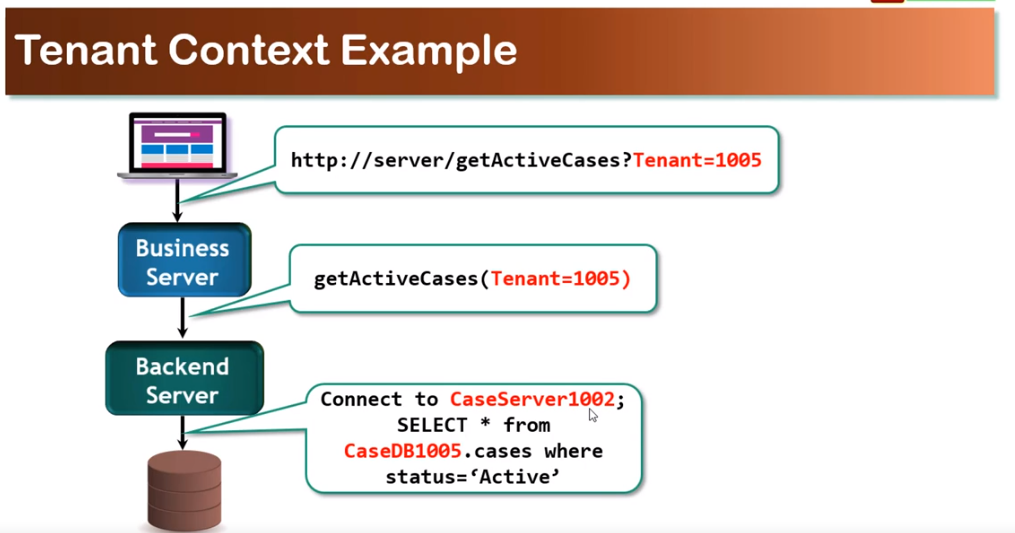 Tenant Context Example
http://server/getActiveCases?Tenant=1005
Business
Server
getActiveCases(Tenant=1005)
Backend
Server
Connect to CaseServer1002;
SELECT * from
CaseDB1005.cases where
status=‘Active’